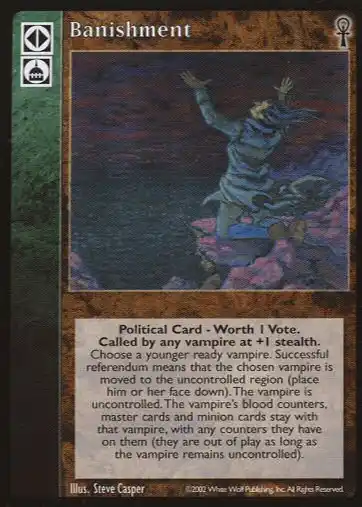 Banishment
Political Card - Worth 1 Vote.
Called by any vampire at +1 stealth.
Choose a younger ready vampire. Successful
referendum means that the chosen vampire is
moved to the uncontrolled region (place
him or her face down). The vampire is
uncontrolled. The vampire's blood counters,
master cards and minion cards stay with
that vampire, with any counters they have
on them (they are out of play as long as
the vampire remains uncontrolled).
Illus. Steve Casper ©2002 White Wolf Publishing, Inc. All Rights Reserved.